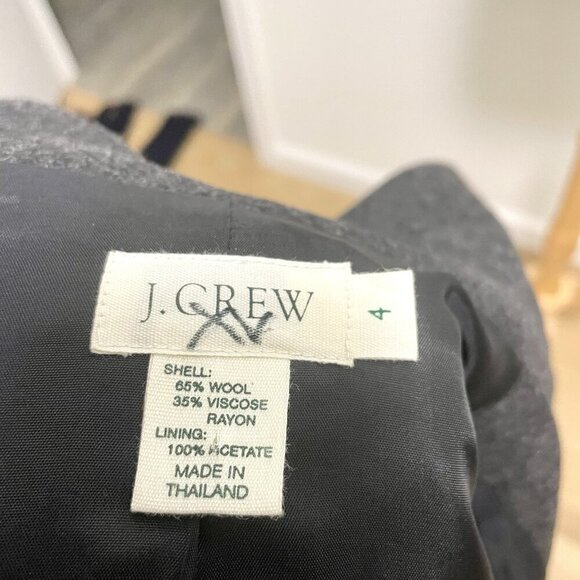 J.CREW
4
SHELL:
65% WOOL
35% VISCOSE
RAYON
LINING:
100% ACETATE
MADE IN
THAILAND